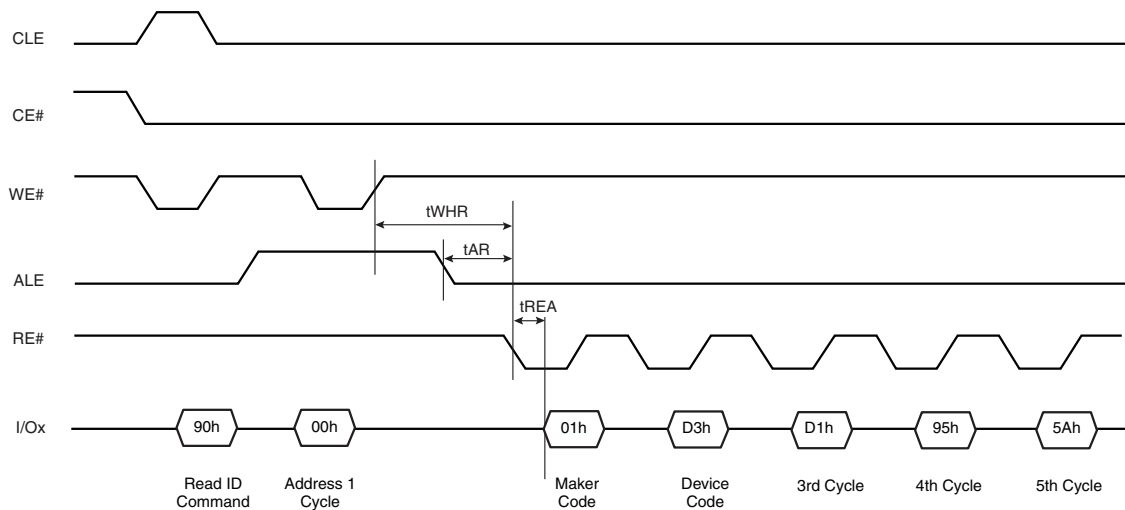 CLE
CE#
WE#
tWHR
tAR
ALE
tREA
RE#
I/Ox
90h
00h
01h
D3h
D1h
95h
5Ah
Read ID
Command
Address 1
Cycle
Maker
Code
Device
Code
3rd Cycle
4th Cycle
5th Cycle